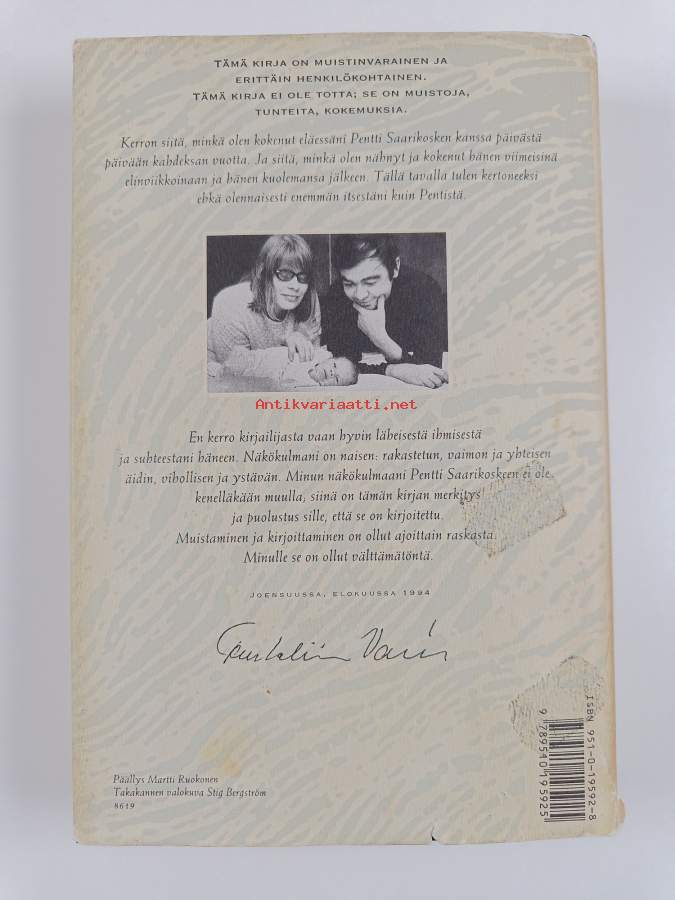 TÄMÄ KIRJA ON MUISTINVARAINEN JA
ERITTÄIN HENKILÖKOHTAINEN.
TÄMÄ KIRJA EI OLE TOTTA; SE ON MUISTOJA,
TUNTEITA, KOKEMUKSIA.
Kerron siitä, minkä olen kokenut eläessäni Pentti Saarikosken kanssa päivästä
päivään kahdeksan vuotta. Ja siitä, minkä olen nähnyt ja kokenut hänen viimeisinä
elinviikkoinaan ja hänen kuolemansa jälkeen. Tällä tavalla tulen kertoneeksi
ehkä olennaisesti enemmän itsestäni kuin Pentistä.
Antikvariaatti.net
En kerro kirjailijasta vaan hyvin läheisestä ihmisestä
ja suhteestani häneen. Näkökulmani on naisen: rakastetun, vaimon ja yhteisen
äidin, vihollisen ja ystävän. Minun näkökulmaani Pentti Saarikoskeen ei ole
kenelläkään muulla; siinä on tämän kirjan merkitys
ja puolustus sille, että se on kirjoitettu.
Muistaminen ja kirjoittaminen on ollut ajoittain raskasta.
Minulle se on ollut välttämätöntä.
JOENSUUSSA, ELOKUUSSA 1994
Päällys Martti Ruokonen
Takakannen valokuva Stig Bergström
8619
ISBN 951-0-19592-8
9 789510 195925